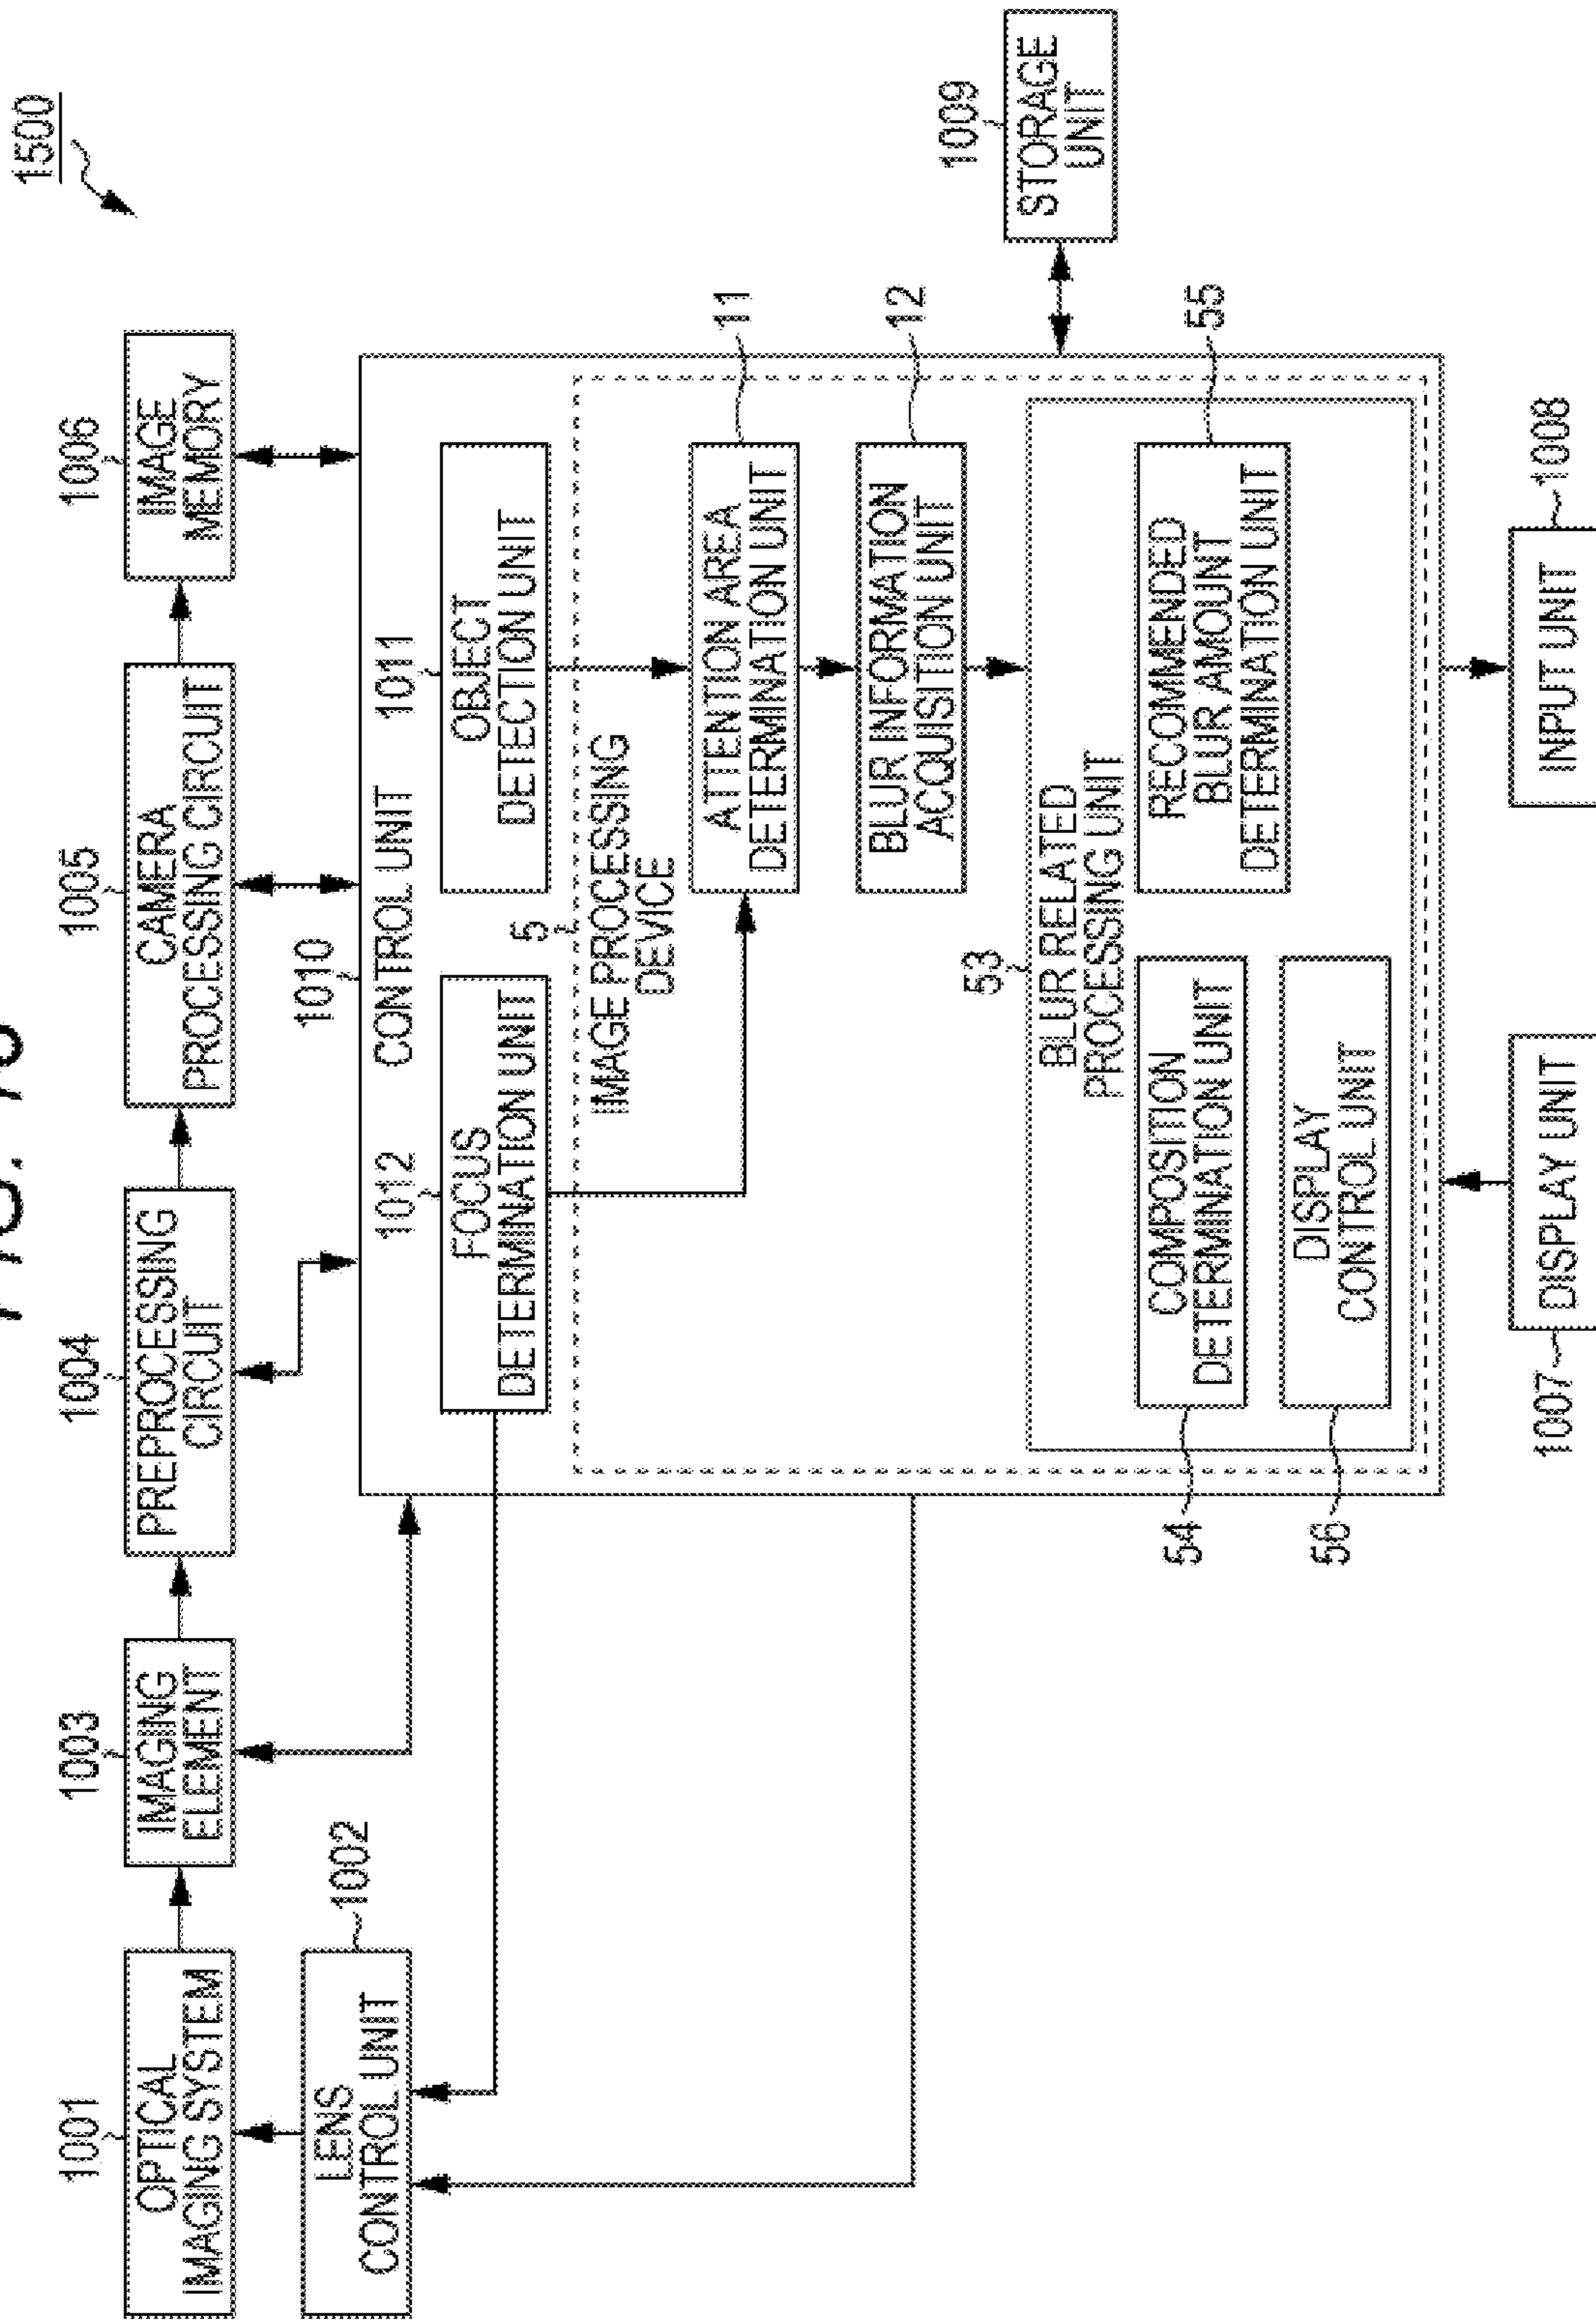 1500
1001
OPTICAL
IMAGING SYSTEM
1003
IMAGING
ELEMENT
1004
PREPROCESSING
CIRCUIT
1005
CAMERA
PROCESSING CIRCUIT
1006
IMAGE
MEMORY
LENS
CONTROL UNIT
1002
1010
CONTROL UNIT
1012
FOCUS
DETERMINATION UNIT
1011
OBJECT
DETECTION UNIT
5
IMAGE PROCESSING
DEVICE
ATTENTION AREA
DETERMINATION UNIT
11
BLUR INFORMATION
ACQUISITION UNIT
12
53
BLUR RELATED
PROCESSING UNIT
54
COMPOSITION
DETERMINATION UNIT
RECOMMENDED
BLUR AMOUNT
DETERMINATION UNIT
55
56
DISPLAY
CONTROL UNIT
1009
STORAGE
UNIT
1007
DISPLAY UNIT
INPUT UNIT
1008